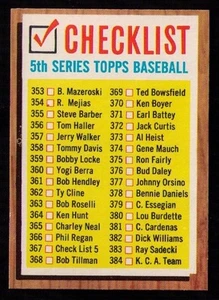 CHECKLIST
5th SERIES TOPPS BASEBALL
353 B. Mazeroski
354 R. Mejias
355 Steve Barber
356 Tom Haller
357 Jerry Walker
358 Tommy Davis
359 Bobby Locke
360 Yogi Berra
361 Bob Hendley
362 Ty Cline
363 Bob Roselli
364 Ken Hunt
365 Charley Neal
366 Phil Regan
367 Check List 5
368 Bob Tillman
369 Ted Bowsfield
370 Ken Boyer
371 Earl Battey
372 Jack Curtis
373 Al Heist
374 Gene Mauch
375 Ron Fairly
376 Bud Daley
377 Johnny Orsino
378 Bennie Daniels
379 C. Essegian
380 Lou Burdette
381 C. Cardenas
382 Dick Williams
383 Ray Sadecki
384 K. C. A. Team